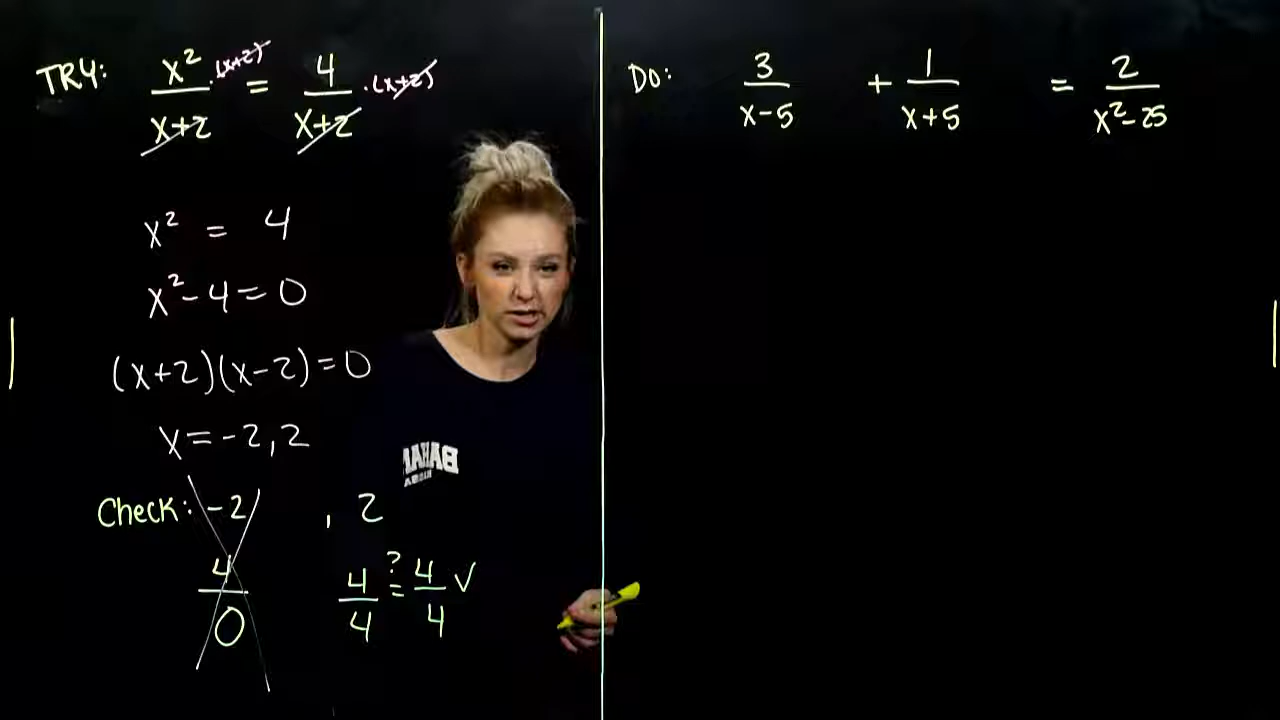 TRY: x²/x+2 ·(x+2) = 4/x+2 ·(x+2)
x² = 4
x²-4=0
(x+2)(x-2)=0
x=-2,2
Check: -2 , 2
4/0 4/4 ?= 4/4 ✓
DO: 3/x-5 + 1/x+5 = 2/x²-25